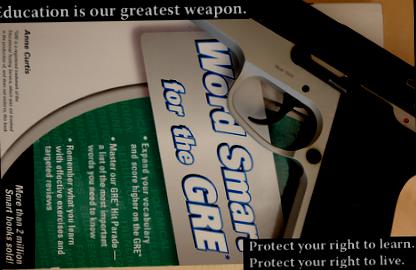 Education is our greatest weapon.
Anne Curtis
Word Smar
for the GRE
• Expand your vocabulary
and score higher on the GRE
• Master our GRE Hit Parade —
a list of the most important
words you need to know
• Remember what you learn
with effective exercises and
targeted reviews
More than 2 million
Smart books sold!
Protect your right to learn.
Protect your right to live.